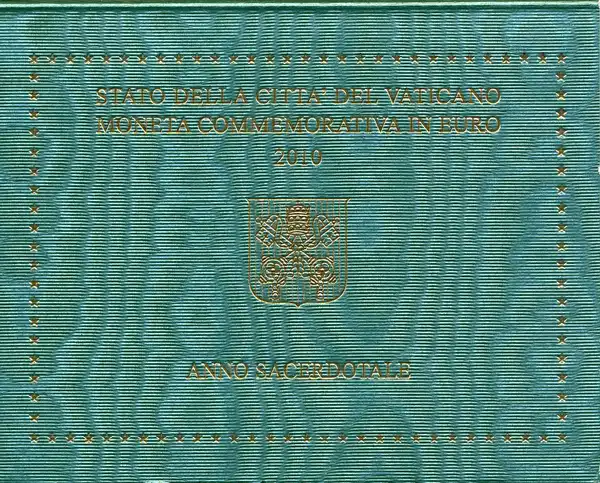 STATO DELLA CITTA' DEL VATICANO
MONETA COMMEMORATIVA IN EURO
2010
ANNO SACERDOTALE